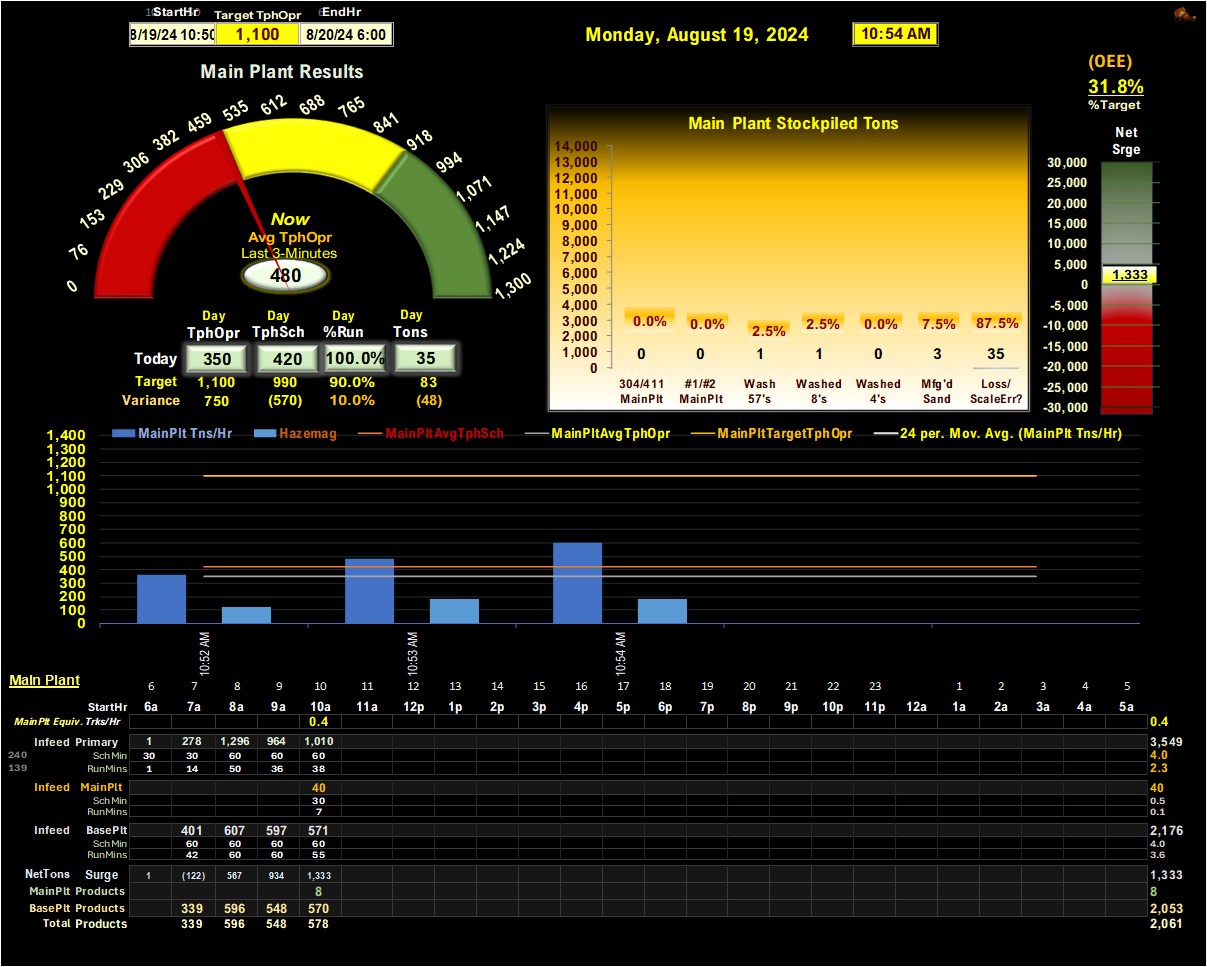 StartHr Target TphOpr EndHr
8/19/24 10:50 1,100 8/20/24 6:00
Monday, August 19, 2024 10:54 AM
(OEE)
31.8%
%Target
Main Plant Results
0 76 153 229 306 382 459 535 612 688 765 841 918 994 1,071 1,147 1,224 1,300
Now
Avg TphOpr
Last 3-Minutes
480
Day Day Day Day
TphOpr TphSch %Run Tons
Today 350 420 100.0% 35
Target 1,100 990 90.0% 83
Variance 750 (570) 10.0% (48)
Main Plant Stockpiled Tons
14,000
13,000
12,000
11,000
10,000
9,000
8,000
7,000
6,000
5,000
4,000
3,000
2,000
1,000
0
0.0% 0.0% 2.5% 2.5% 0.0% 7.5% 87.5%
0 0 1 1 0 3 35
304/411 #1/#2 Wash Washed Washed Mfg'd Loss/
MainPlt MainPlt 57's 8's 4's Sand ScaleErr?
Net
Srge
30,000
25,000
20,000
15,000
10,000
5,000
1,333
0
-5,000
-10,000
-15,000
-20,000
-25,000
-30,000
MainPlt Tns/Hr Hazemag MainPltAvgTphSch MainPltAvgTphOpr MainPltTargetTphOpr 24 per. Mov. Avg. (MainPlt Tns/Hr)
1,400
1,300
1,200
1,100
1,000
900
800
700
600
500
400
300
200
100
0
10:52 AM 10:53 AM 10:54 AM
Main Plant
6 7 8 9 10 11 12 13 14 15 16 17 18 19 20 21 22 23 1 2 3 4 5
StartHr 6a 7a 8a 9a 10a 11a 12p 1p 2p 3p 4p 5p 6p 7p 8p 9p 10p 11p 12a 1a 2a 3a 4a 5a
MainPlt Equiv. Trks/Hr 0.4 0.4
Infeed Primary 1 278 1,296 964 1,010 3,549
240 SchMin 30 30 60 60 60 4.0
139 RunMins 1 14 50 36 38 2.3
Infeed MainPlt 40 40
SchMin 30 0.5
RunMins 7 0.1
Infeed BasePlt 401 607 597 571 2,176
SchMin 60 60 60 60 4.0
RunMins 42 60 60 55 3.6
NetTons Surge 1 (122) 567 934 1,333 1,333
MainPlt Products 8 8
BasePlt Products 339 596 548 570 2,053
Total Products 339 596 548 578 2,061